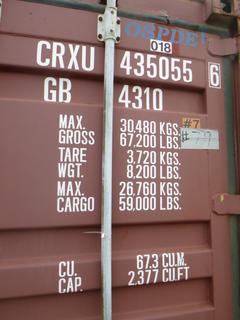 OSPDE
018
CRXU 435055 6
GB 4310
MAX. GROSS 30.480 KGS.
67,200 LBS.
TARE WGT. 3.720 KGS.
8,200 LBS.
MAX. CARGO 26.760 KGS.
59,000 LBS.
#7
#77
CU. CAP. 67.3 CU.M.
2.377 CU.FT